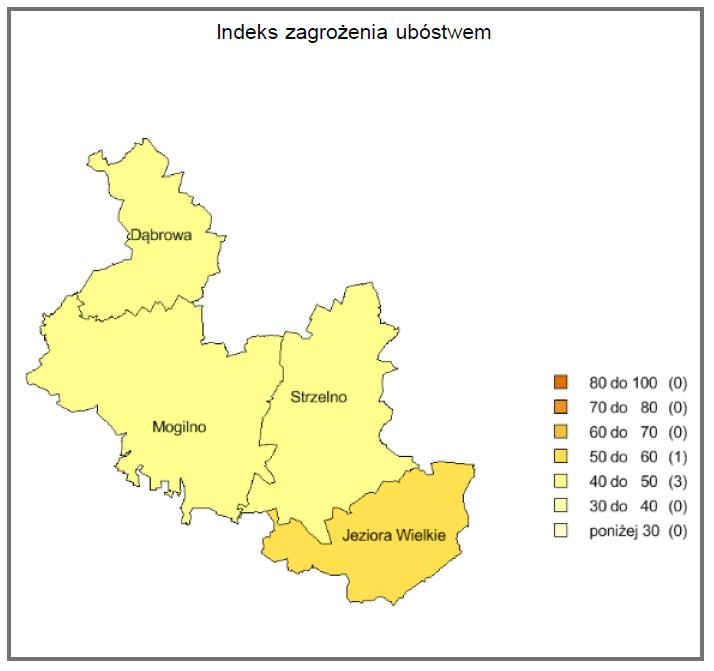 Indeks zagrożenia ubóstwem
Dąbrowa
Strzelno
Mogilno
Jeziora Wielkie
80 do 100 (0)
70 do 80 (0)
60 do 70 (0)
50 do 60 (1)
40 do 50 (3)
30 do 40 (0)
poniżej 30 (0)